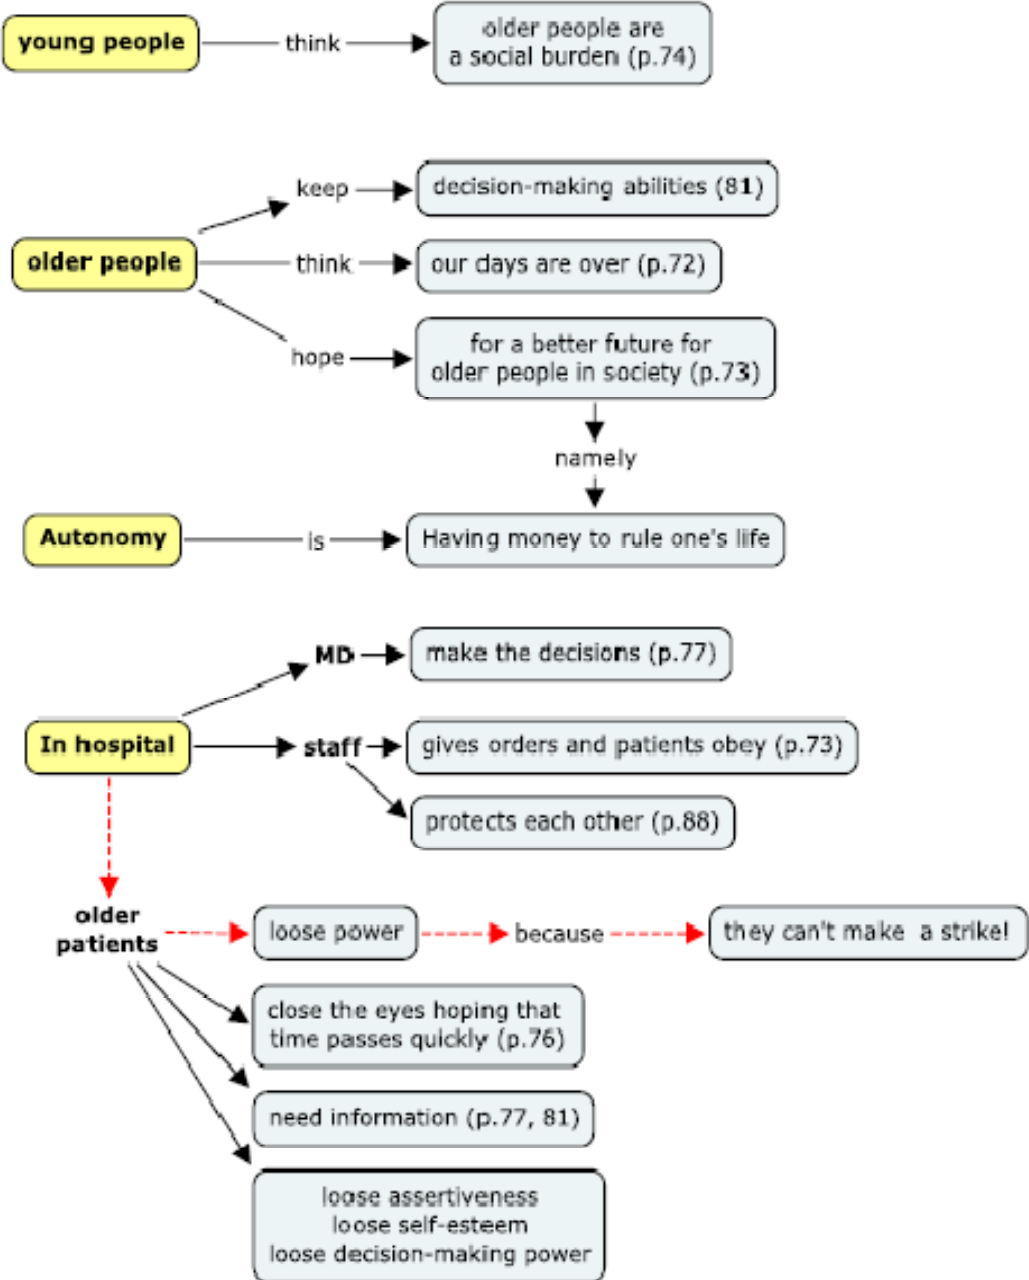 young people
think
older people are
a social burden (p.74)
keep
decision-making abilities (81)
older people
think
our days are over (p.72)
hope
for a better future for
older people in society (p.73)
namely
Autonomy
is
Having money to rule one's life
MD
make the decisions (p.77)
In hospital
staff
gives orders and patients obey (p.73)
protects each other (p.88)
older
patients
loose power
because
they can't make a strike!
close the eyes hoping that
time passes quickly (p.76)
need information (p.77, 81)
loose assertiveness
loose self-esteem
loose decision-making power